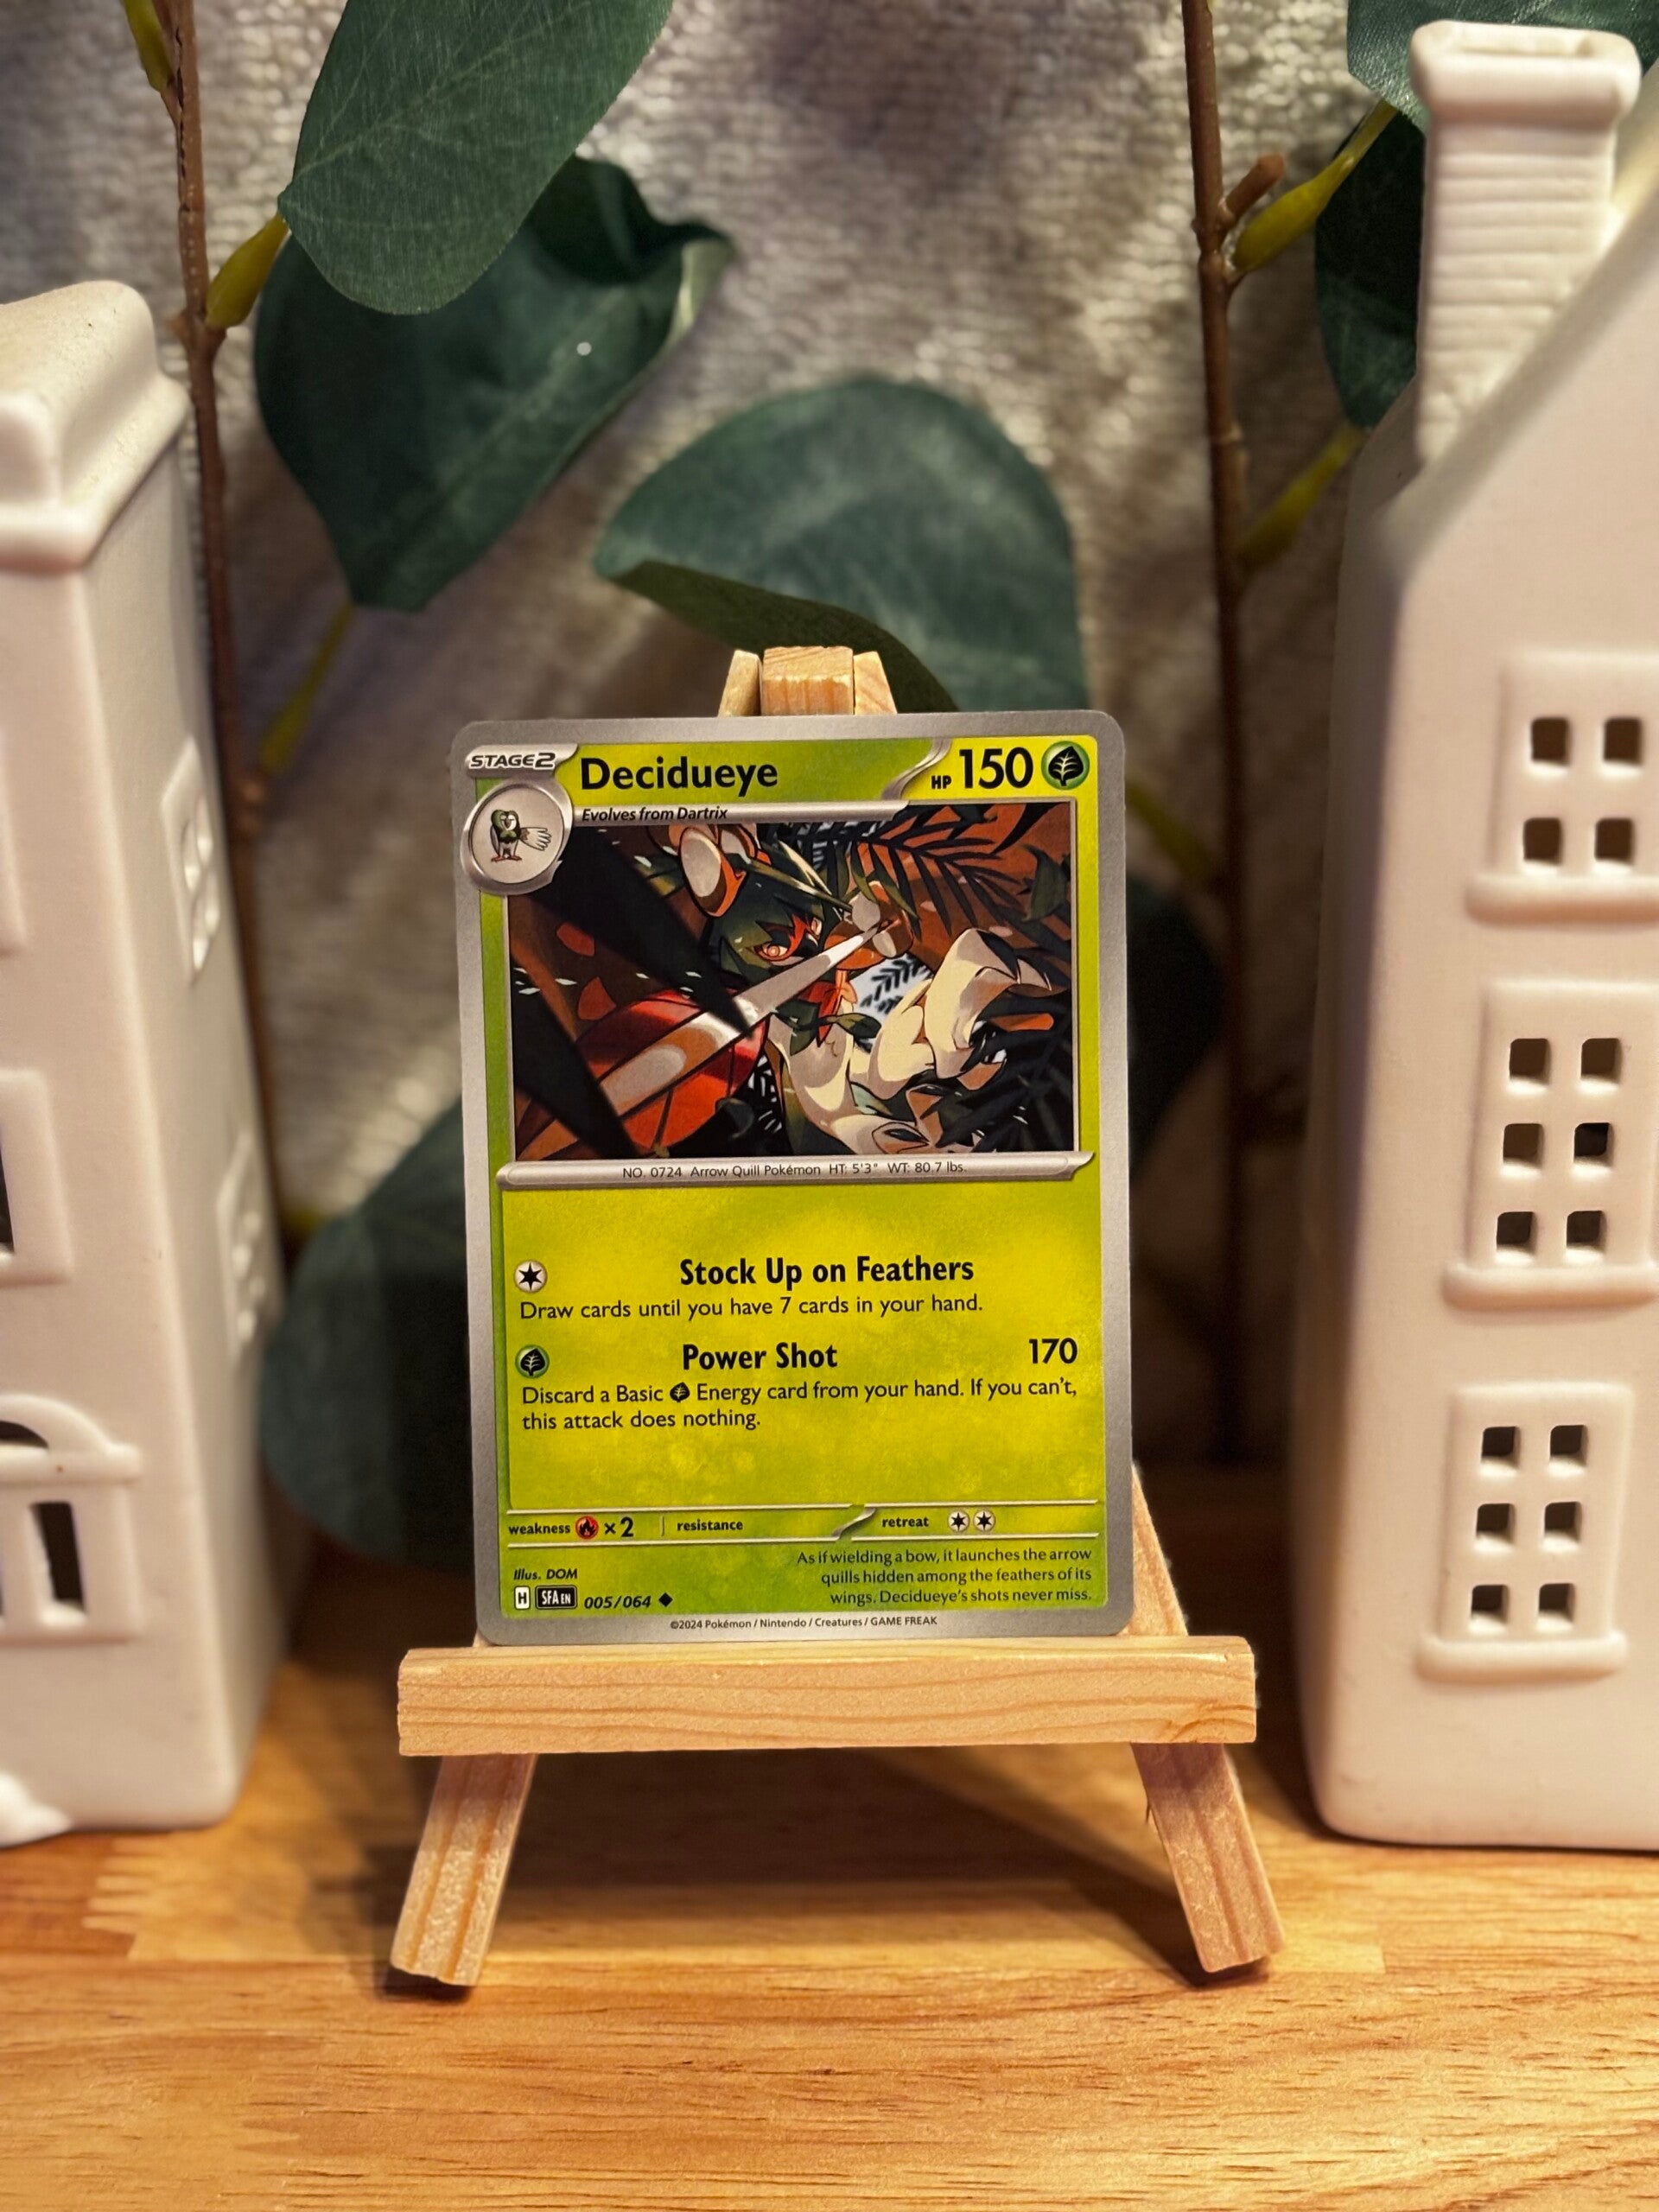 STAGE2
Decidueye
HP 150
Evolves from Dartrix
NO. 0724 Arrow Quill Pokémon HT: 5'3" WT: 80.7 lbs.
Stock Up on Feathers
Draw cards until you have 7 cards in your hand.
Power Shot 170
Discard a Basic Energy card from your hand. If you can't,
this attack does nothing.
weakness ×2 resistance retreat
As if wielding a bow, it launches the arrow
quills hidden among the feathers of its
wings. Decidueye's shots never miss.
Illus. DOM
H SFA EN 005/064
©2024 Pokémon / Nintendo / Creatures / GAME FREAK